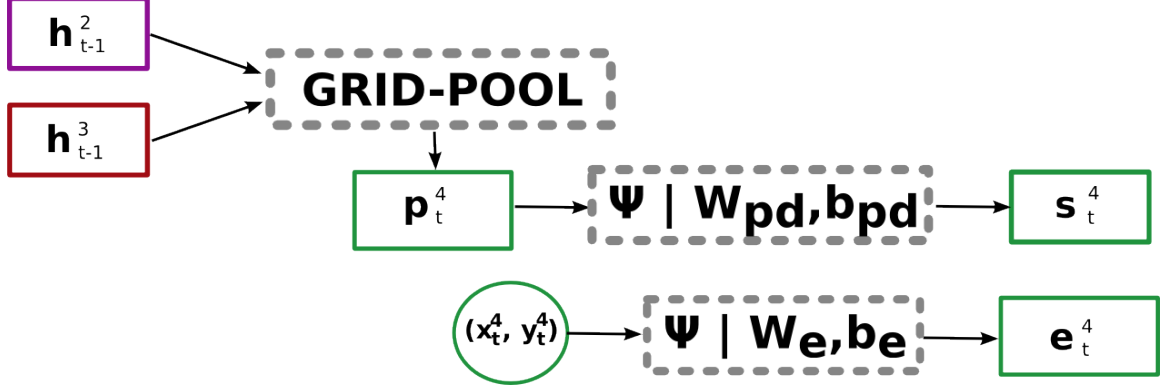 h 2 t-1
GRID-POOL
h 3 t-1
p 4 t
Ψ | Wpd,bpd
s 4 t
(x4t, y4t)
Ψ | We,be
e 4 t